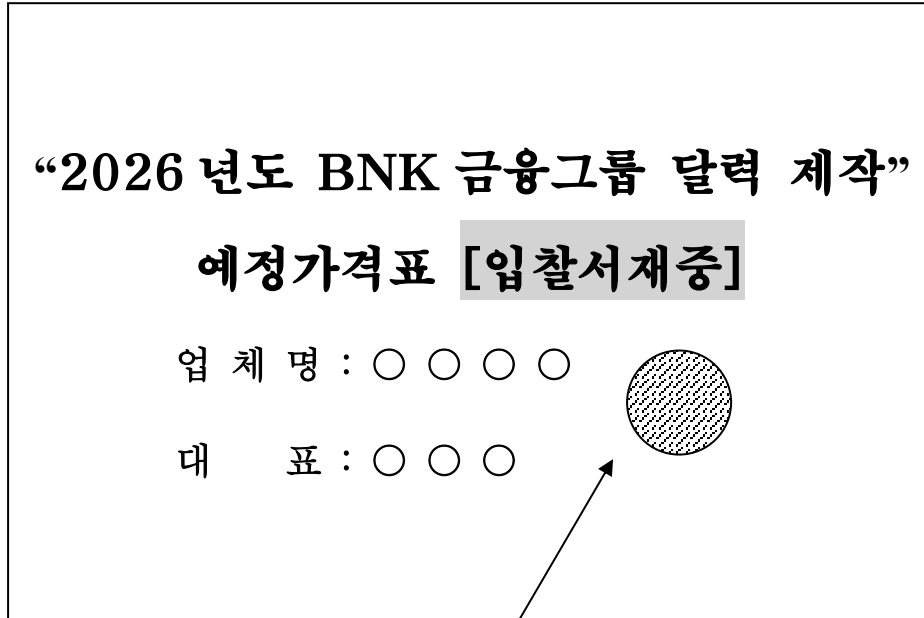 “2026년도 BNK 금융그룹 달력 제작”
예정가격표 [입찰서재중]
업 체 명 : ○ ○ ○ ○
대 표 : ○ ○ ○